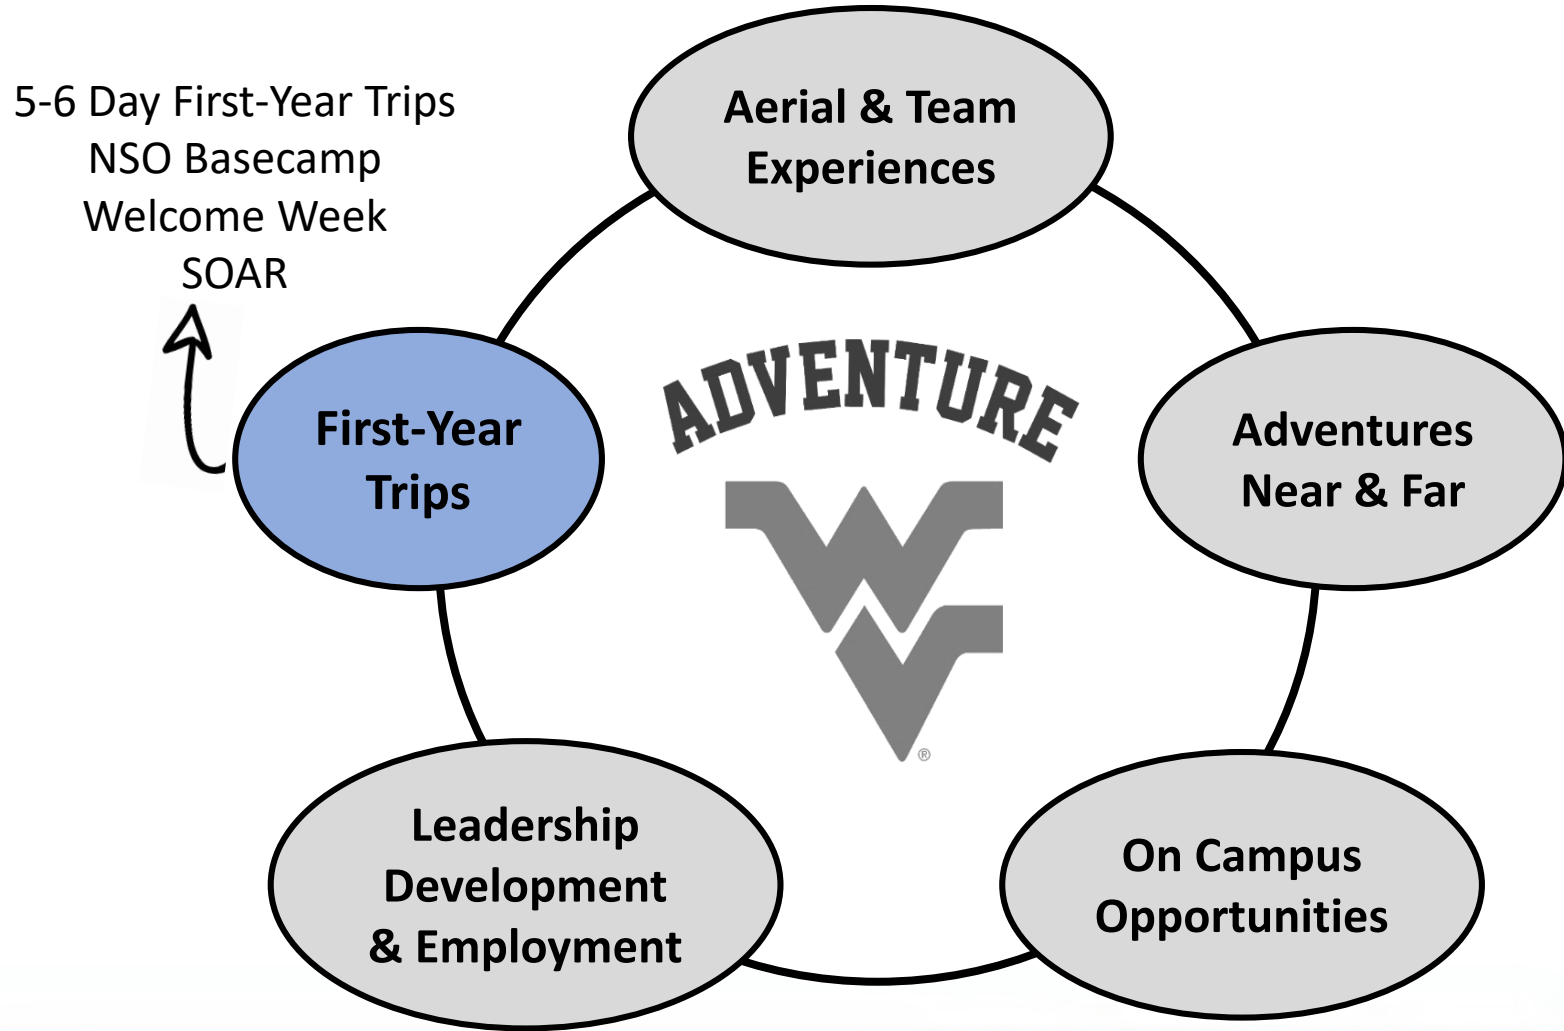 5-6 Day First-Year Trips
NSO Basecamp
Welcome Week
SOAR
Aerial & Team
Experiences
First-Year
Trips
ADVENTURE
WV
®
Adventures
Near & Far
Leadership
Development
& Employment
On Campus
Opportunities